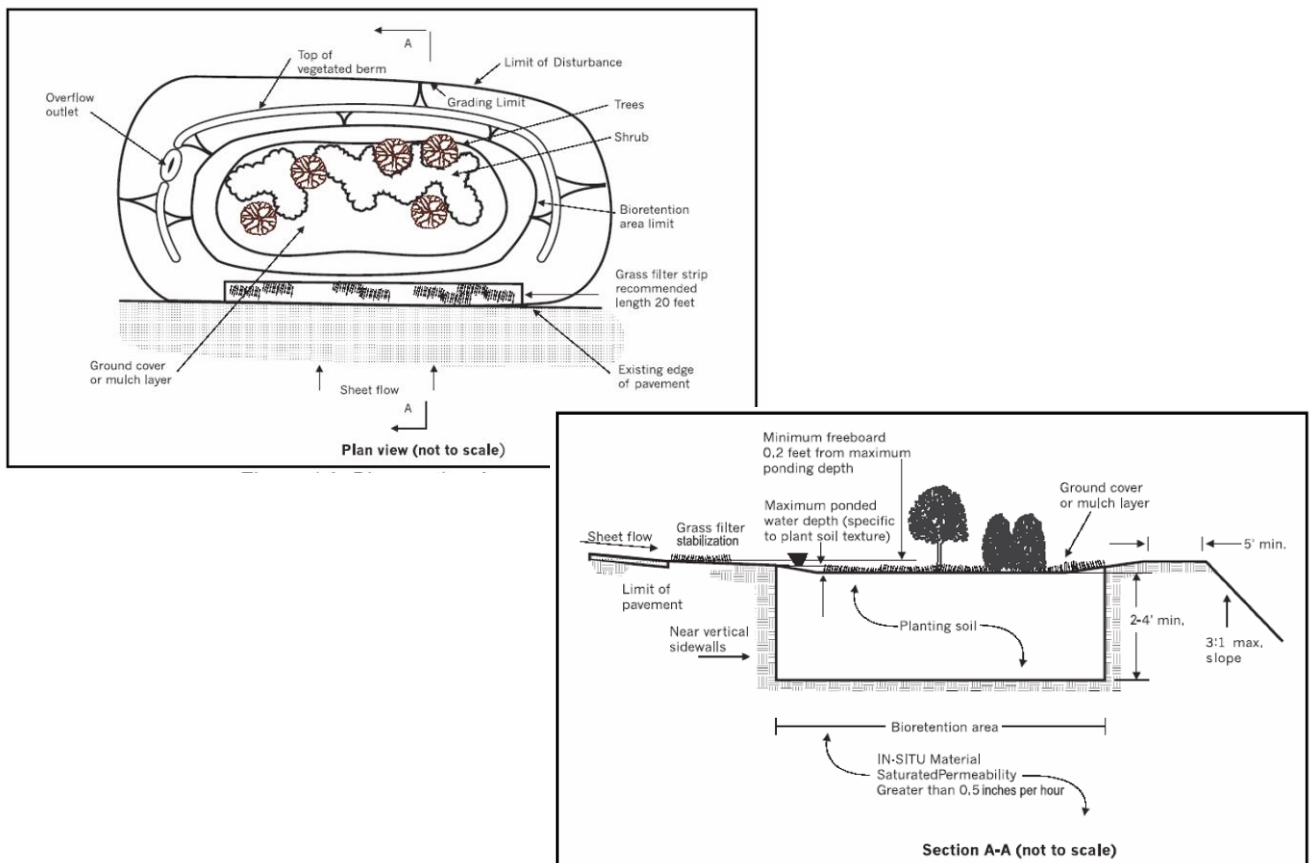 A
Top of
vegetated berm
Limit of Disturbance
Overflow
outlet
Grading Limit
Trees
Shrub
Bioretention
area limit
Grass filter strip
recommended
length 20 feet
Ground cover
or mulch layer
Existing edge
of pavement
Sheet flow
A
Plan view (not to scale)
Minimum freeboard
0.2 feet from maximum
ponding depth
Maximum ponded
water depth (specific
to plant soil texture)
Ground cover
or mulch layer
Sheet flow
Grass filter
stabilization
5' min.
Limit of
pavement
Near vertical
sidewalls
Planting soil
2-4' min.
3:1 max.
slope
Bioretention area
IN-SITU Material
SaturatedPermeability
Greater than 0.5 inches per hour
Section A-A (not to scale)